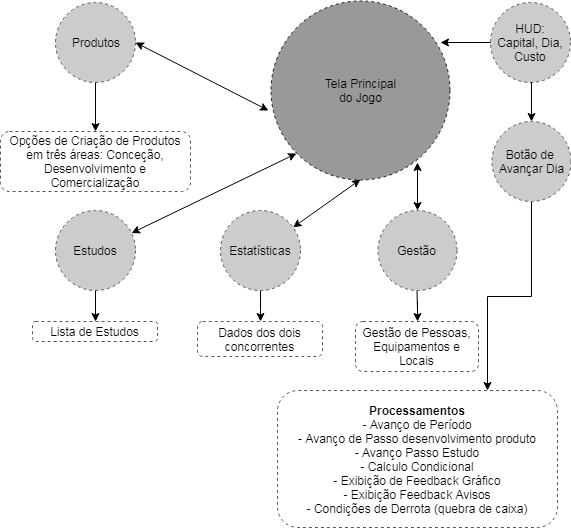 Produtos
Tela Principal
do Jogo
HUD:
Capital, Dia,
Custo
Opções de Criação de Produtos
em três áreas: Conceção,
Desenvolvimento e
Comercialização
Botão de
Avançar Dia
Estudos
Estatísticas
Gestão
Lista de Estudos
Dados dos dois
concorrentes
Gestão de Pessoas,
Equipamentos e
Locais
Processamentos
- Avanço de Período
- Avanço de Passo desenvolvimento produto
- Avanço Passo Estudo
- Calculo Condicional
- Exibição de Feedback Gráfico
- Exibição Feedback Avisos
- Condições de Derrota (quebra de caixa)